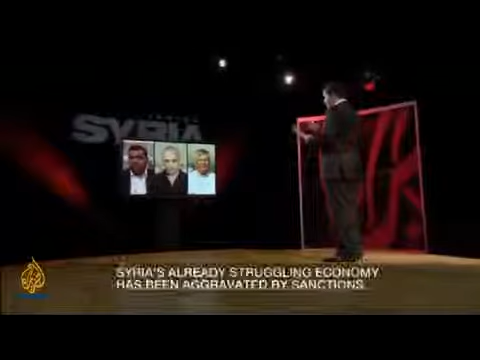 SYRIA
SYRIA'S ALREADY STRUGGLING ECONOMY
HAS BEEN AGGRAVATED BY SANCTIONS